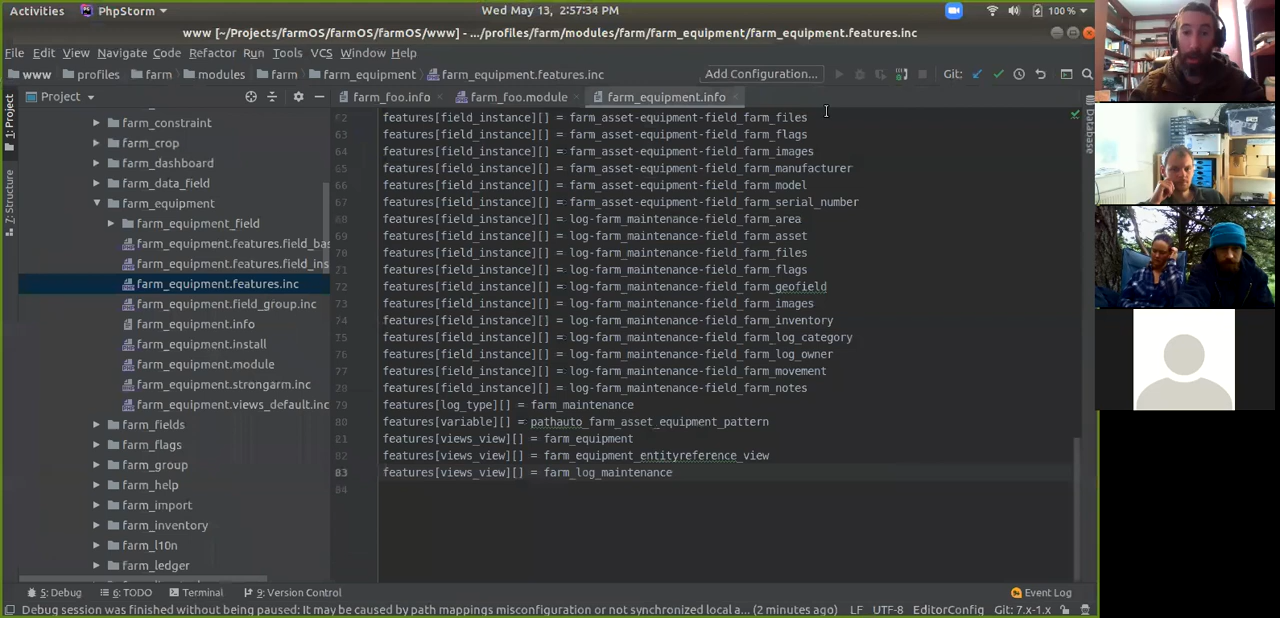 Activities PhpStorm Wed May 13, 2:57:34 PM 100 %
www [~/Projects/farmOS/farmOS/www] - .../profiles/farm/modules/farm/farm_equipment/farm_equipment.features.inc
File Edit View Navigate Code Refactor Run Tools VCS Window Help
www profiles farm modules farm farm_equipment farm_equipment.features.inc Add Configuration... Git:
Project farm_foo.info farm_foo.module farm_equipment.info
1: Project
7: Structure
Database
farm_constraint
farm_crop
farm_dashboard
farm_data_field
farm_equipment
farm_equipment_field
farm_equipment.features.field_bas
farm_equipment.features.field_ins
farm_equipment.features.inc
farm_equipment.field_group.inc
farm_equipment.info
farm_equipment.install
farm_equipment.module
farm_equipment.strongarm.inc
farm_equipment.views_default.inc
farm_fields
farm_flags
farm_group
farm_help
farm_import
farm_inventory
farm_l10n
farm_ledger
62 features[field_instance][] = farm_asset-equipment-field_farm_files
63 features[field_instance][] = farm_asset-equipment-field_farm_flags
64 features[field_instance][] = farm_asset-equipment-field_farm_images
65 features[field_instance][] = farm_asset-equipment-field_farm_manufacturer
66 features[field_instance][] = farm_asset-equipment-field_farm_model
67 features[field_instance][] = farm_asset-equipment-field_farm_serial_number
68 features[field_instance][] = log-farm_maintenance-field_farm_area
69 features[field_instance][] = log-farm_maintenance-field_farm_asset
70 features[field_instance][] = log-farm_maintenance-field_farm_files
71 features[field_instance][] = log-farm_maintenance-field_farm_flags
72 features[field_instance][] = log-farm_maintenance-field_farm_geofield
73 features[field_instance][] = log-farm_maintenance-field_farm_images
74 features[field_instance][] = log-farm_maintenance-field_farm_inventory
75 features[field_instance][] = log-farm_maintenance-field_farm_log_category
76 features[field_instance][] = log-farm_maintenance-field_farm_log_owner
77 features[field_instance][] = log-farm_maintenance-field_farm_movement
78 features[field_instance][] = log-farm_maintenance-field_farm_notes
79 features[log_type][] = farm_maintenance
80 features[variable][] = pathauto_farm_asset_equipment_pattern
81 features[views_view][] = farm_equipment
82 features[views_view][] = farm_equipment_entityreference_view
83 features[views_view][] = farm_log_maintenance
84
5: Debug 6: TODO Terminal 9: Version Control Event Log
Debug session was finished without being paused: It may be caused by path mappings misconfiguration or not synchronized local a... (2 minutes ago) LF UTF-8 EditorConfig Git: 7.x-1.x